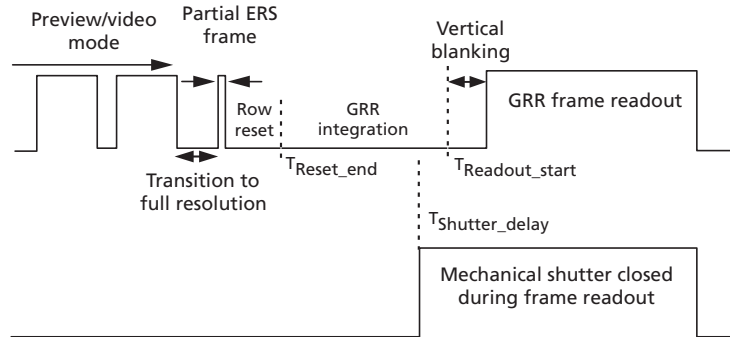 Preview/video
mode
Partial ERS
frame
Vertical
blanking
Row
reset
GRR
integration
GRR frame readout
Transition to
full resolution
TReset_end
TReadout_start
TShutter_delay
Mechanical shutter closed
during frame readout